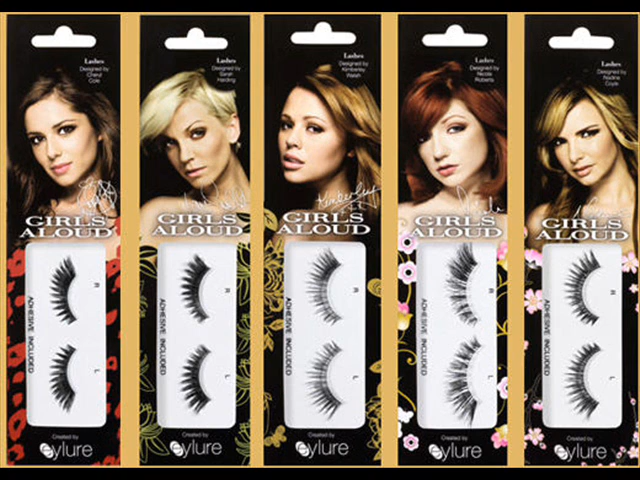 Lashes
Designed by
Cheryl
Cole
GIRLS
ALOUD
R
ADHESIVE INCLUDED
L
Created by
eylure
Lashes
Designed by
Sarah
Harding
GIRLS
ALOUD
R
ADHESIVE INCLUDED
L
Created by
eylure
Lashes
Designed by
Kimberley
Walsh
Kimberley
GIRLS
ALOUD
R
ADHESIVE INCLUDED
L
Created by
eylure
Lashes
Designed by
Nicola
Roberts
GIRLS
ALOUD
R
ADHESIVE INCLUDED
L
Created by
eylure
Lashes
Designed by
Nadine
Coyle
GIRLS
ALOUD
R
ADHESIVE INCLUDED
L
Created by
eylure